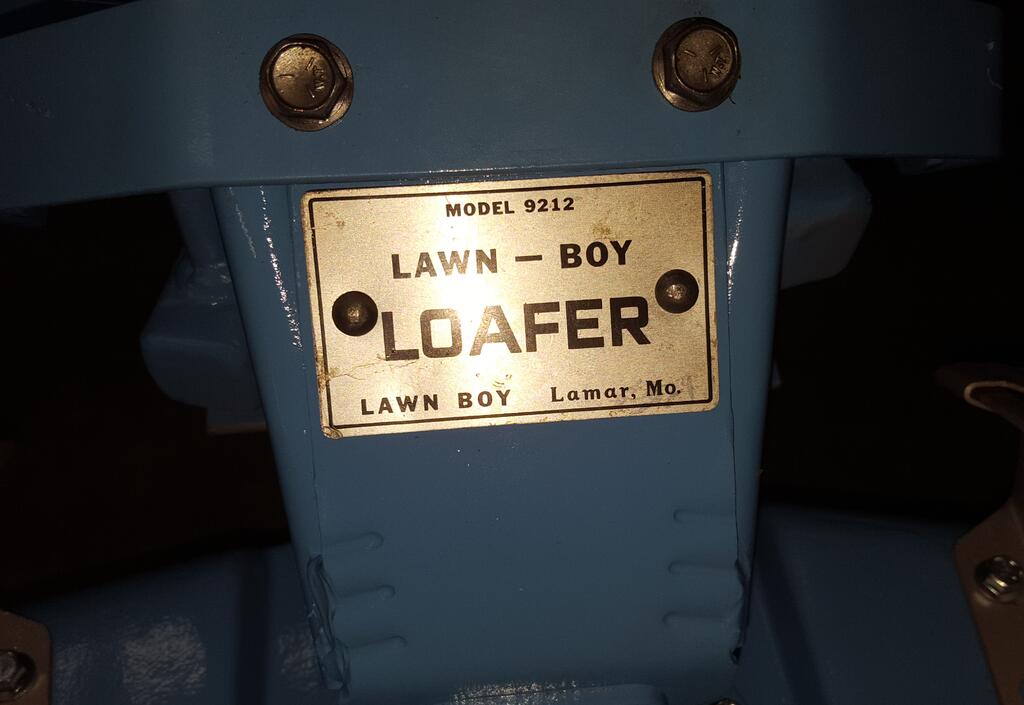 MODEL 9212
LAWN — BOY
LOAFER
LAWN BOY Lamar, Mo.